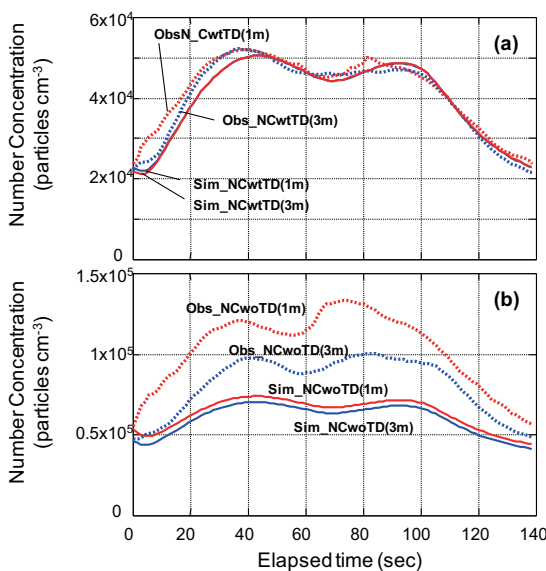 6x10⁴
(a)
ObsN_CwtTD(1m)
4x10⁴
Obs_NCwtTD(3m)
2x10⁴
Sim_NCwtTD(1m)
Sim_NCwtTD(3m)
0
Number Concentration
(particles cm⁻³)
1.5x10⁵
(b)
Obs_NCwoTD(1m)
1.0x10⁵
Obs_NCwoTD(3m)
Sim_NCwoTD(1m)
0.5x10⁵
Sim_NCwoTD(3m)
0
Number Concentration
(particles cm⁻³)
0 20 40 60 80 100 120 140
Elapsed time (sec)